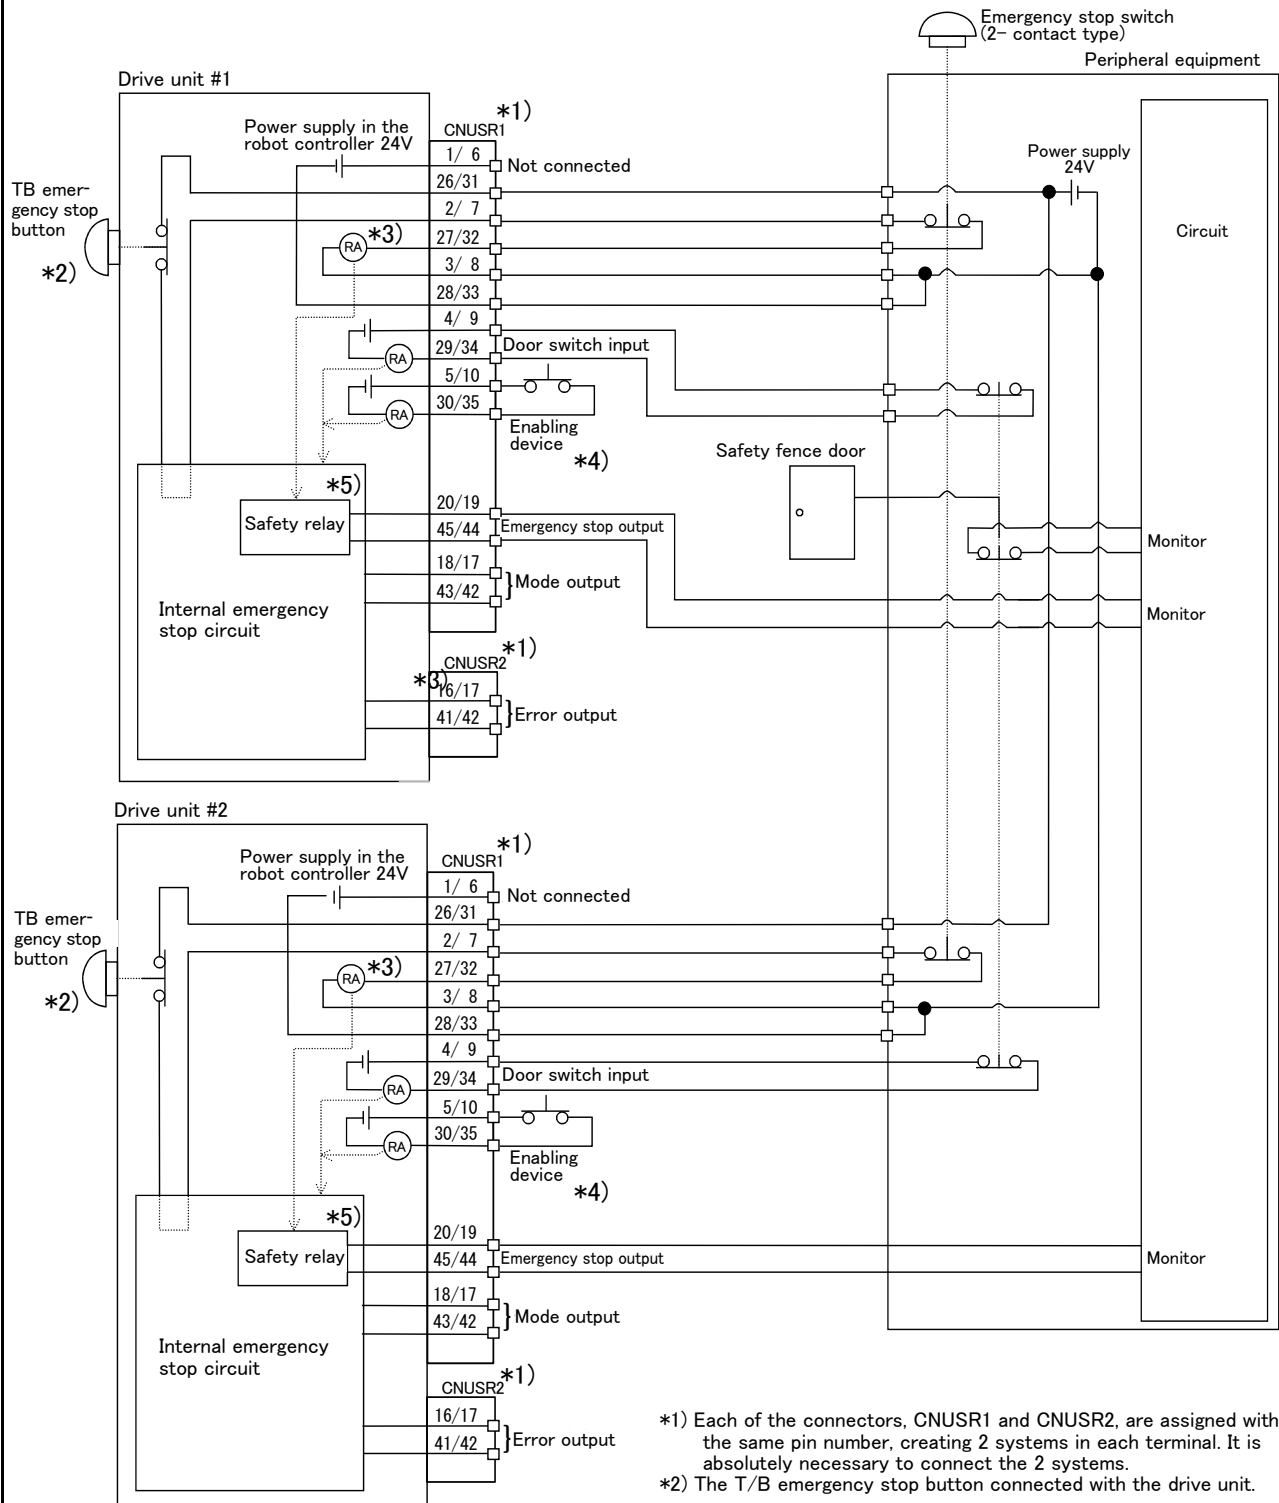 Emergency stop switch
(2- contact type)
Peripheral equipment
Drive unit #1
*1)
Power supply in the
robot controller 24V
CNUSR1
1/ 6
Not connected
Power supply
24V
TB emer-
gency stop
button
*2)
26/31
2/ 7
RA
*3)
27/32
Circuit
3/ 8
28/33
4/ 9
RA
29/34
Door switch input
5/10
RA
30/35
Enabling
device
*4)
Safety fence door
*5)
Safety relay
20/19
45/44
Emergency stop output
Monitor
18/17
43/42
}Mode output
Internal emergency
stop circuit
Monitor
*1)
CNUSR2
*3)
16/17
41/42
}Error output
Drive unit #2
*1)
Power supply in the
robot controller 24V
CNUSR1
1/ 6
Not connected
TB emer-
gency stop
button
*2)
26/31
2/ 7
RA
*3)
27/32
3/ 8
28/33
4/ 9
RA
29/34
Door switch input
5/10
RA
30/35
Enabling
device
*4)
*5)
Safety relay
20/19
45/44
Emergency stop output
Monitor
18/17
43/42
}Mode output
Internal emergency
stop circuit
*1)
CNUSR2
16/17
41/42
}Error output
*1) Each of the connectors, CNUSR1 and CNUSR2, are assigned with
the same pin number, creating 2 systems in each terminal. It is
absolutely necessary to connect the 2 systems.
*2) The T/B emergency stop button connected with the drive unit.